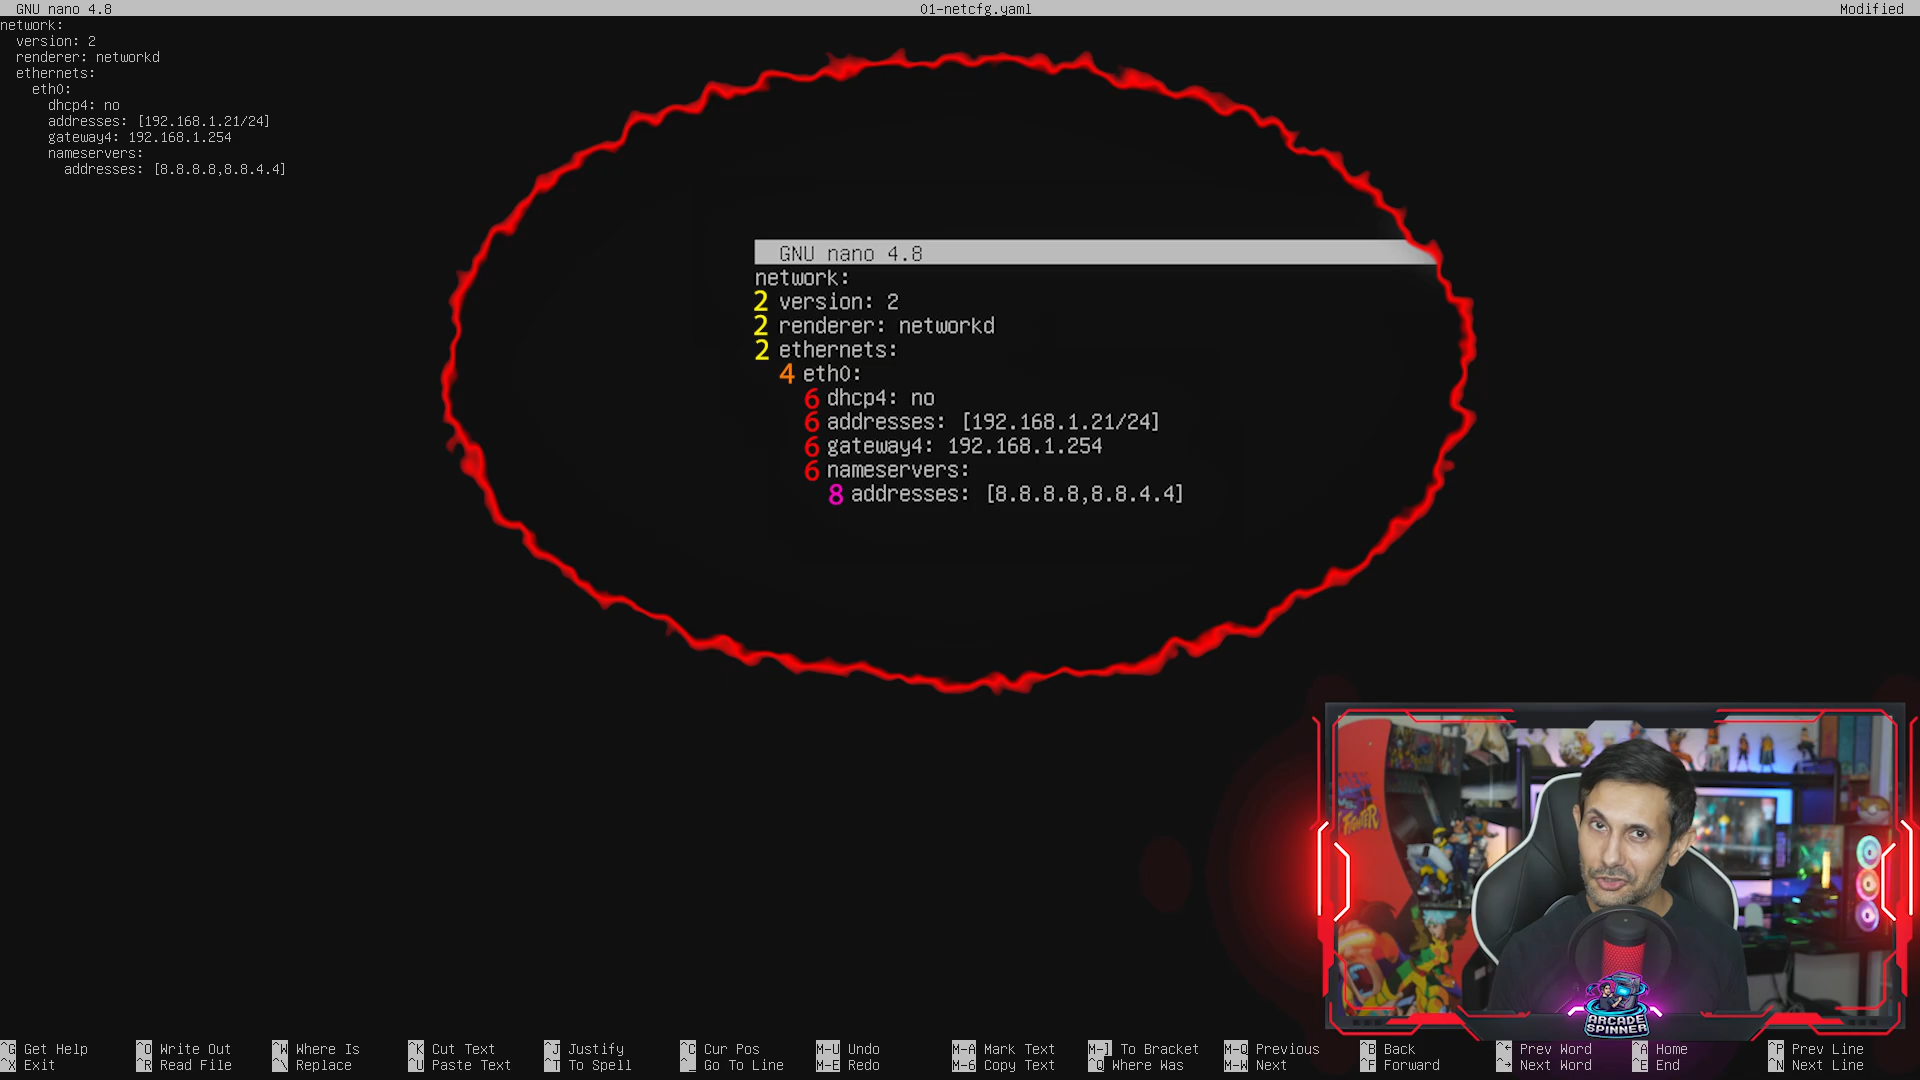 GNU nano 4.8 01-netcfg.yaml Modified
network:
  version: 2
  renderer: networkd
  ethernets:
    eth0:
      dhcp4: no
      addresses: [192.168.1.21/24]
      gateway4: 192.168.1.254
      nameservers:
        addresses: [8.8.8.8,8.8.4.4]
GNU nano 4.8
network:
2 version: 2
2 renderer: networkd
2 ethernets:
4 eth0:
6 dhcp4: no
6 addresses: [192.168.1.21/24]
6 gateway4: 192.168.1.254
6 nameservers:
8 addresses: [8.8.8.8,8.8.4.4]
FIGHTER
ARCADE
SPINNER
^G Get Help ^O Write Out ^W Where Is ^K Cut Text ^J Justify ^C Cur Pos M-U Undo M-A Mark Text M-] To Bracket M-Q Previous ^B Back ^← Prev Word ^A Home ^P Prev Line
^X Exit ^R Read File ^\ Replace ^U Paste Text ^T To Spell ^_ Go To Line M-E Redo M-6 Copy Text ^Q Where Was M-W Next ^F Forward ^→ Next Word ^E End ^N Next Line